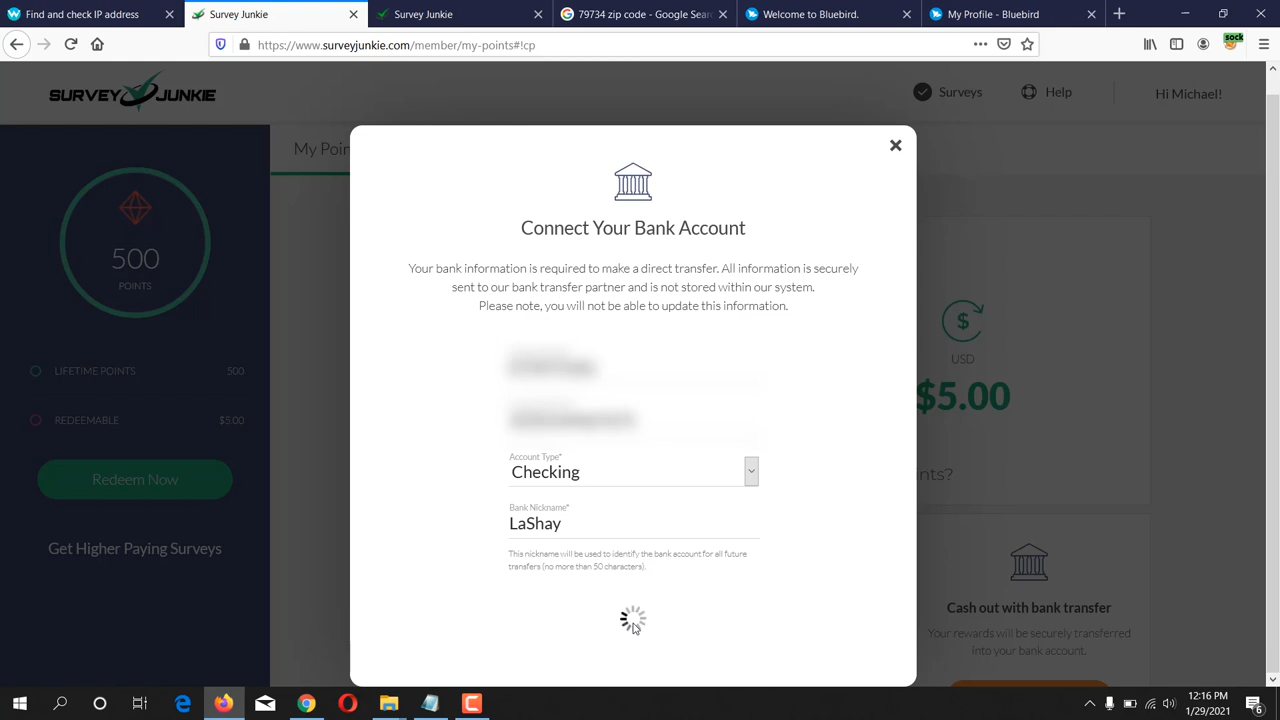 Find and check IP address
Survey Junkie
Survey Junkie
79734 zip code - Google Sear
Welcome to Bluebird.
My Profile - Bluebird
https://www.surveyjunkie.com/member/my-points#!cp
sock
SURVEY JUNKIE
Surveys
Help
Hi Michael!
My Poin
500
POINTS
LIFETIME POINTS 500
REDEEMABLE $5.00
Redeem Now
Get Higher Paying Surveys
Connect Your Bank Account
Your bank information is required to make a direct transfer. All information is securely
sent to our bank transfer partner and is not stored within our system.
Please note, you will not be able to update this information.
Account Type*
Checking
Bank Nickname*
LaShay
This nickname will be used to identify the bank account for all future
transfers (no more than 50 characters).
USD
$5.00
nts?
Cash out with bank transfer
Your rewards will be securely transferred
into your bank account.
12:16 PM
1/29/2021
6